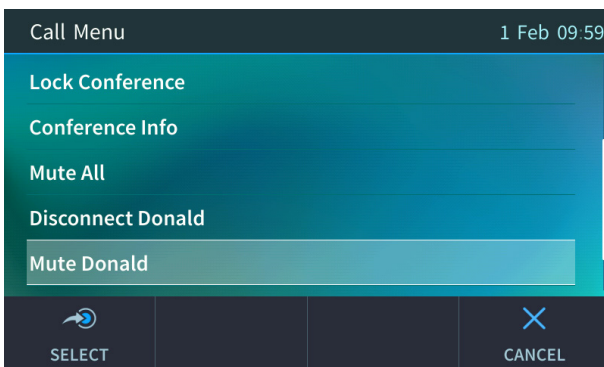 Call Menu 1 Feb 09:59
Lock Conference
Conference Info
Mute All
Disconnect Donald
Mute Donald
SELECT CANCEL